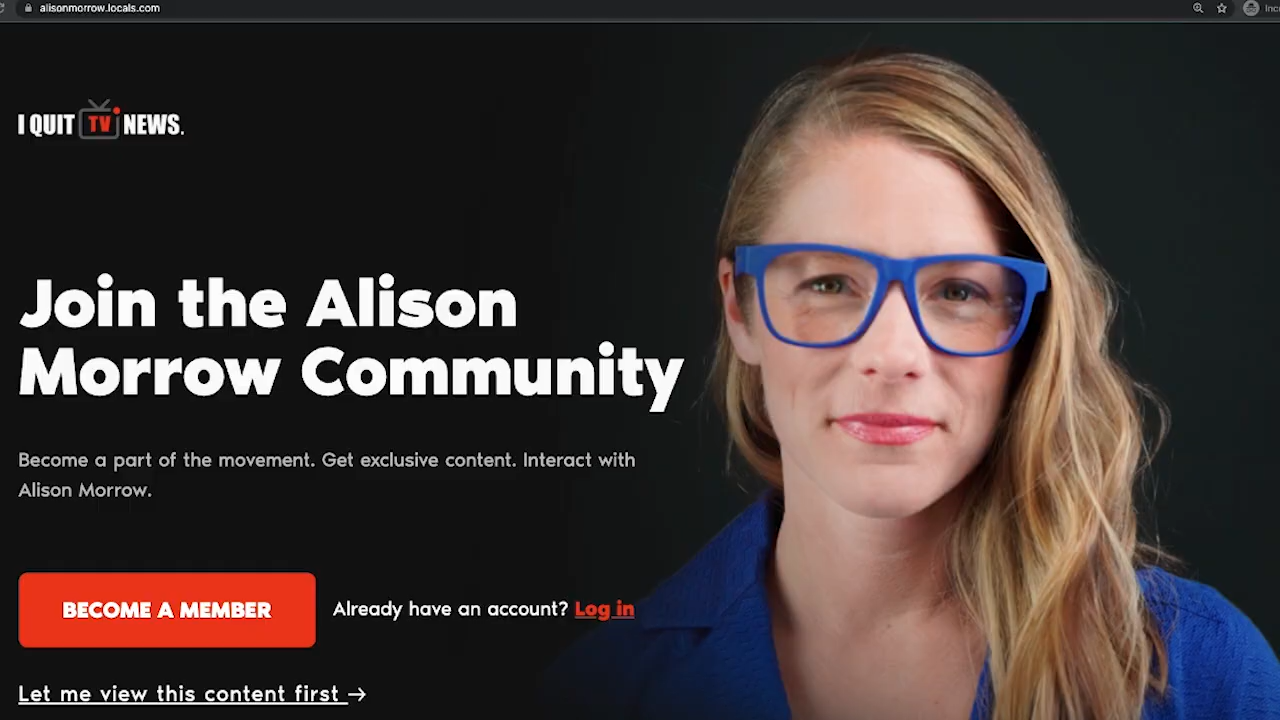 alisonmorrow.locals.com
I QUIT TV NEWS.
Join the Alison
Morrow Community
Become a part of the movement. Get exclusive content. Interact with
Alison Morrow.
BECOME A MEMBER
Already have an account? Log in
Let me view this content first →